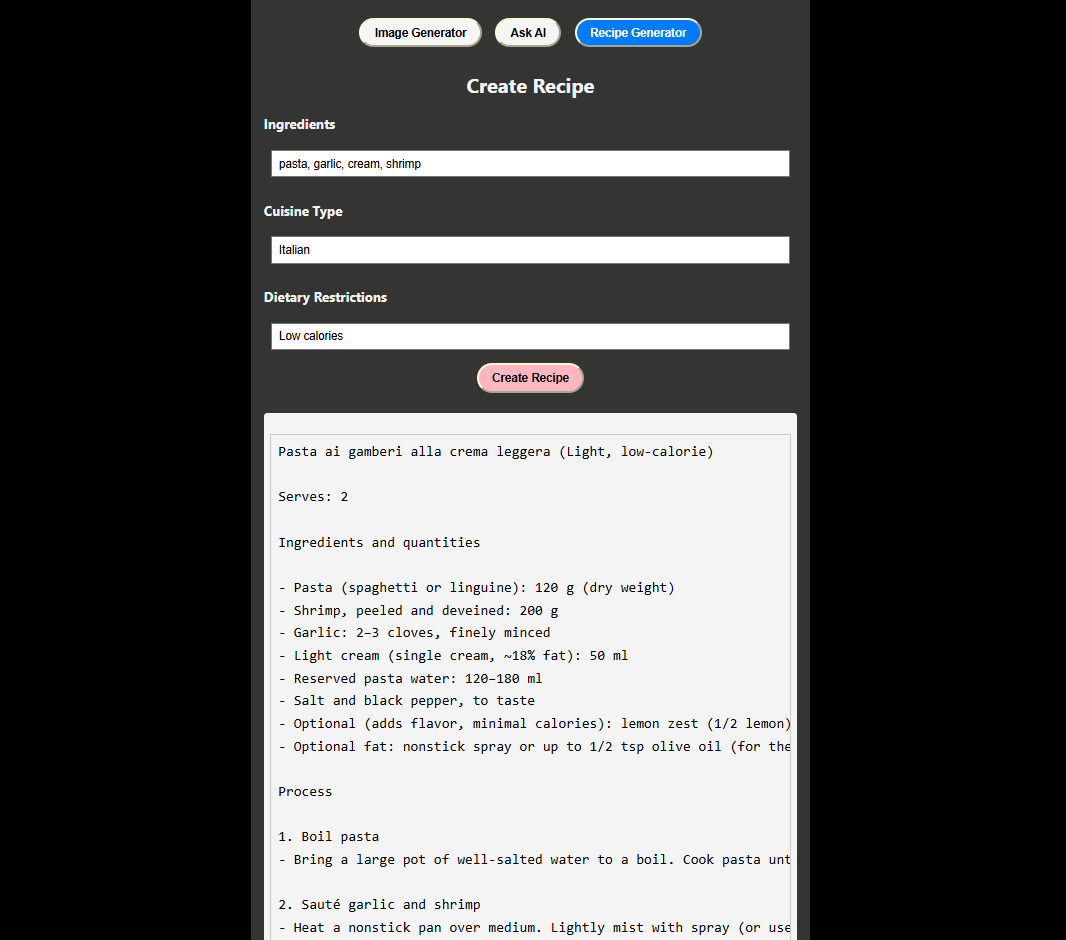 Image Generator Ask AI Recipe Generator
Create Recipe
Ingredients
pasta, garlic, cream, shrimp
Cuisine Type
Italian
Dietary Restrictions
Low calories
Create Recipe
Pasta ai gamberi alla crema leggera (Light, low-calorie)
Serves: 2
Ingredients and quantities
- Pasta (spaghetti or linguine): 120 g (dry weight)
- Shrimp, peeled and deveined: 200 g
- Garlic: 2–3 cloves, finely minced
- Light cream (single cream, ~18% fat): 50 ml
- Reserved pasta water: 120–180 ml
- Salt and black pepper, to taste
- Optional (adds flavor, minimal calories): lemon zest (1/2 lemon)
- Optional fat: nonstick spray or up to 1/2 tsp olive oil (for the
Process
1. Boil pasta
- Bring a large pot of well-salted water to a boil. Cook pasta unt
2. Sauté garlic and shrimp
- Heat a nonstick pan over medium. Lightly mist with spray (or use